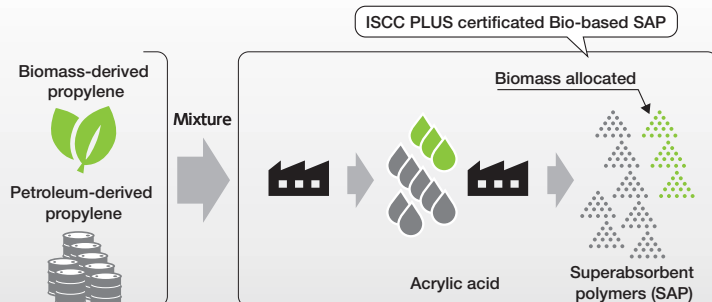 ISCC PLUS certificated Bio-based SAP
Biomass-derived
propylene
Biomass allocated
Mixture
Petroleum-derived
propylene
Acrylic acid
Superabsorbent
polymers (SAP)